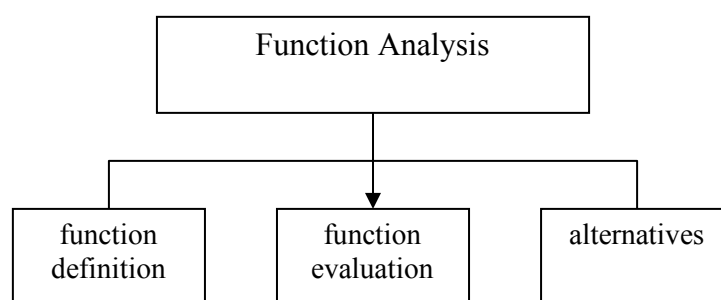 Function Analysis
function
definition
function
evaluation
alternatives